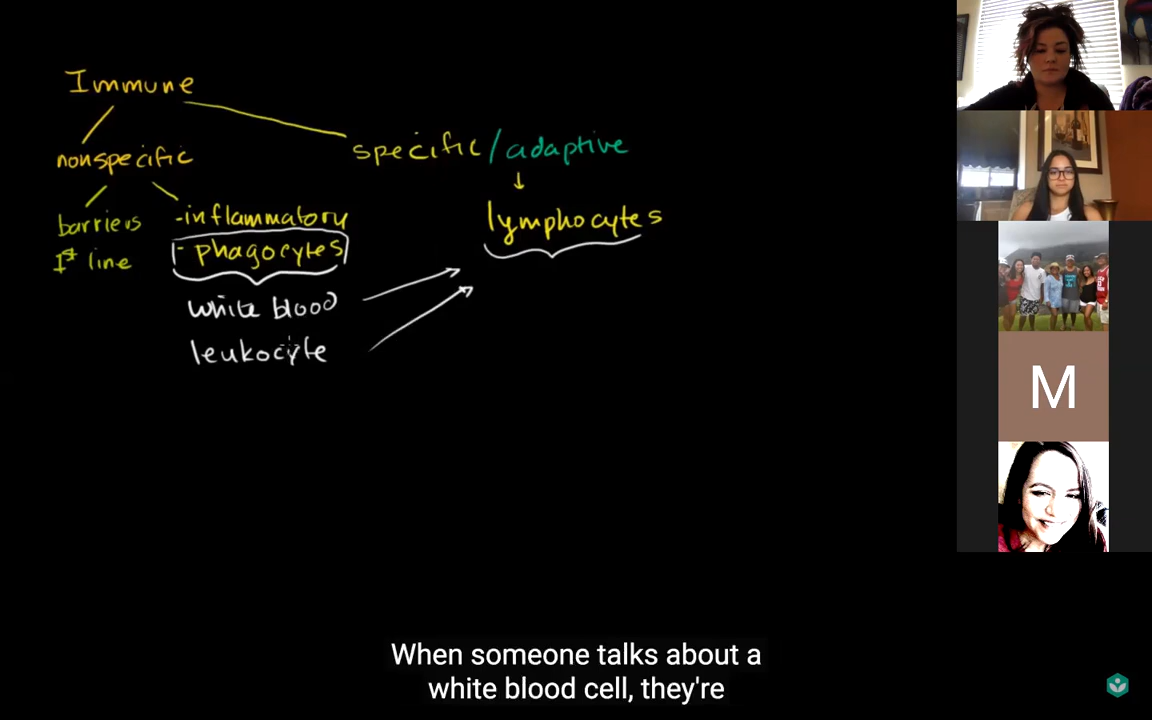 Immune
nonspecific
specific/adaptive
barriers
1st line
-inflammatory
- phagocytes
lymphocytes
white blood
leukocyte
M
When someone talks about a
white blood cell, they're